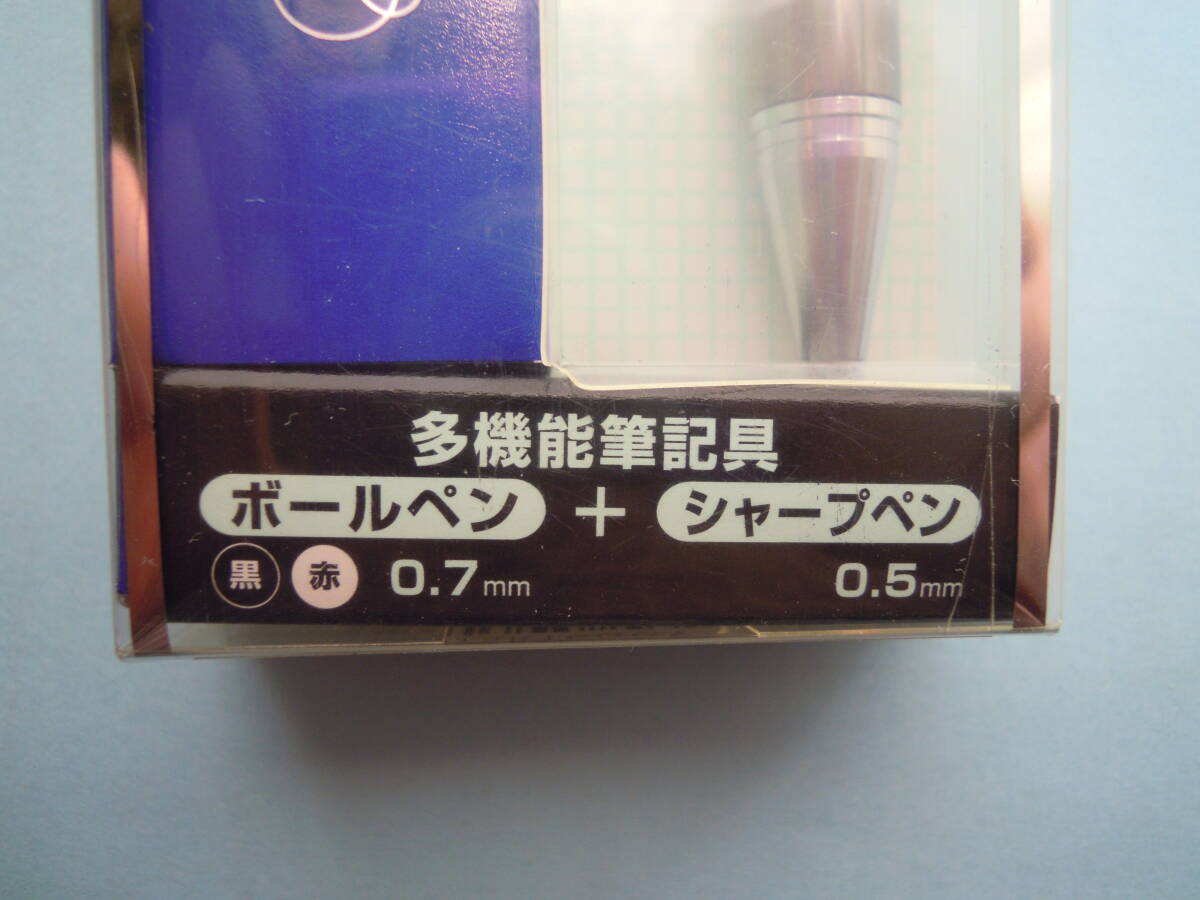 多機能筆記具
ボールペン + シャープペン
黒 赤 0.7mm 0.5mm